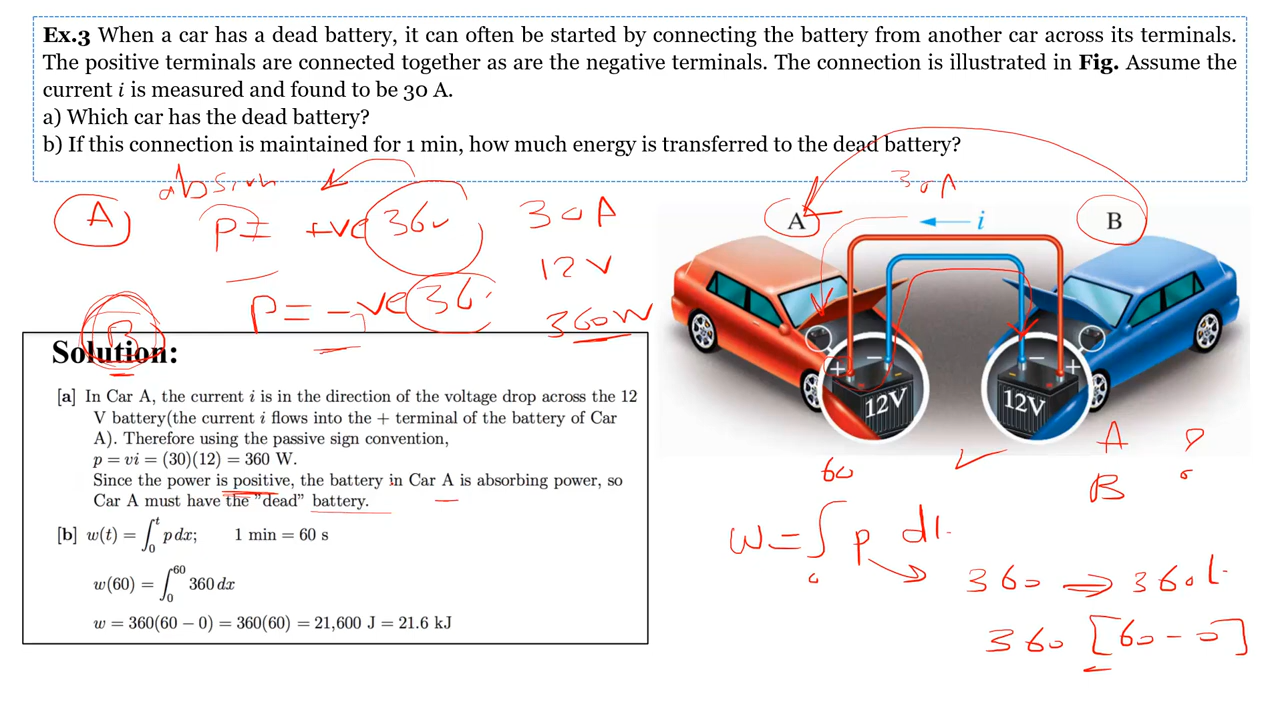 Ex.3 When a car has a dead battery, it can often be started by connecting the battery from another car across its terminals.
The positive terminals are connected together as are the negative terminals. The connection is illustrated in Fig. Assume the
current i is measured and found to be 30 A.
a) Which car has the dead battery?
b) If this connection is maintained for 1 min, how much energy is transferred to the dead battery?
A
P= +ve 360
30A
12V
360W
B
P= -ve 36
30A
A
i
B
+
−
12V
−
+
12V
Solution:
[a] In Car A, the current i is in the direction of the voltage drop across the 12
V battery(the current i flows into the + terminal of the battery of Car
A). Therefore using the passive sign convention,
p = vi = (30)(12) = 360 W.
Since the power is positive, the battery in Car A is absorbing power, so
Car A must have the "dead" battery.
[b] w(t) = ∫₀ᵗ p dx; 1 min = 60 s
w(60) = ∫₀⁶⁰ 360 dx
w = 360(60 − 0) = 360(60) = 21,600 J = 21.6 kJ
A ?
B
60
w = ∫ p dt
0
360 ⇒ 360t
360 [60 - 0]